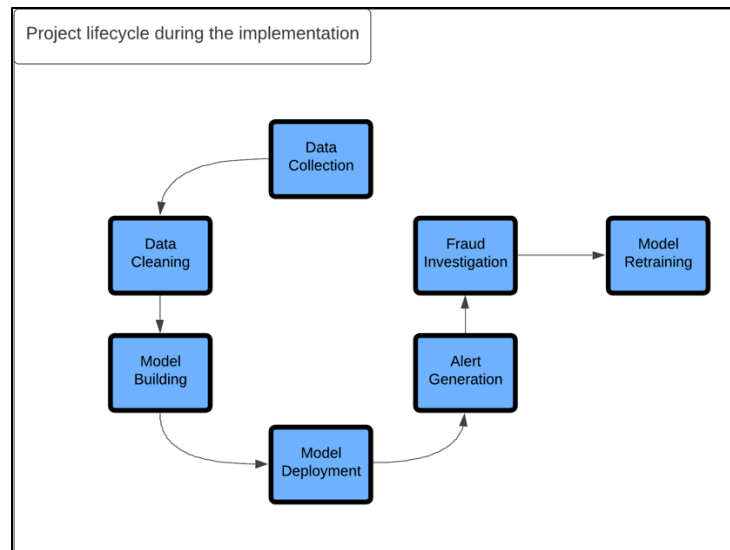 Project lifecycle during the implementation
Data
Collection
Data
Cleaning
Fraud
Investigation
Model
Retraining
Model
Building
Alert
Generation
Model
Deployment